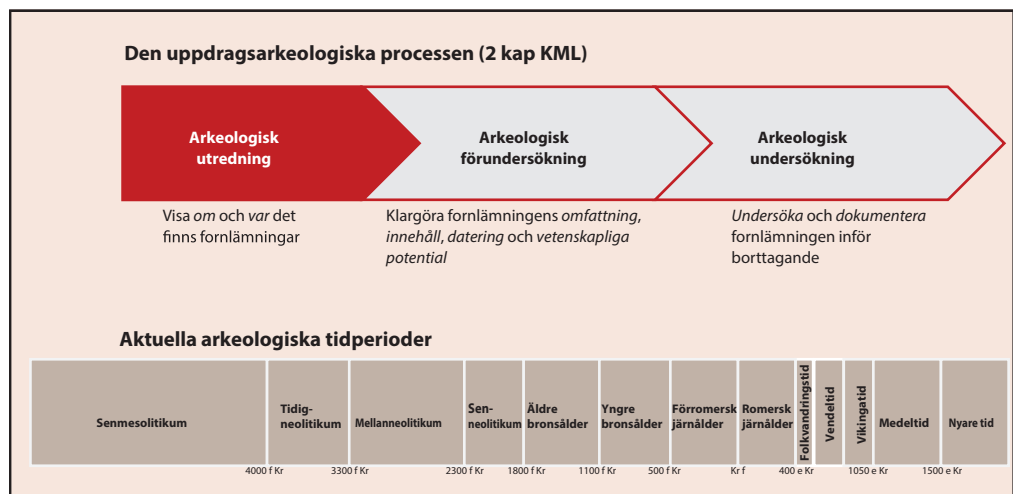 Den uppdragsarkeologiska processen (2 kap KML)
Arkeologisk
utredning
Arkeologisk
förundersökning
Arkeologisk
undersökning
Visa om och var det
finns fornlämningar
Klargöra fornlämningens omfattning,
innehåll, datering och vetenskapliga
potential
Undersöka och dokumentera
fornlämningen inför
borttagande
Aktuella arkeologiska tidperioder
Senmesolitikum
Tidig-
neolitikum
Mellanneolitikum
Sen-
neolitikum
Äldre
bronsålder
Yngre
bronsålder
Förromersk
järnålder
Romersk
järnålder
Folkvandringstid
Vendeltid
Vikingatid
Medeltid
Nyare tid
4000 f Kr
3300 f Kr
2300 f Kr
1800 f Kr
1100 f Kr
500 f Kr
Kr f
400 e Kr
1050 e Kr
1500 e Kr